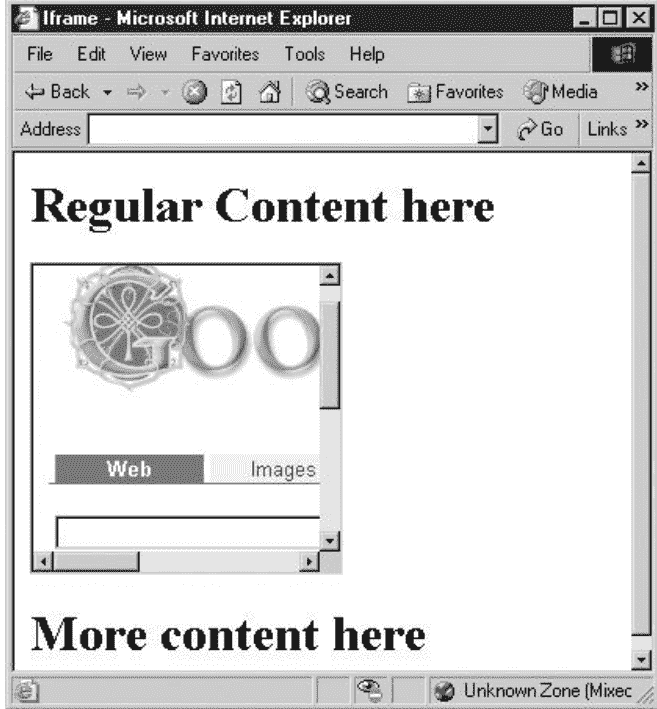 Iframe - Microsoft Internet Explorer
File Edit View Favorites Tools Help
Back Search Favorites Media »
Address Go Links »
Regular Content here
Goo
Web Images
More content here
Unknown Zone (Mixec